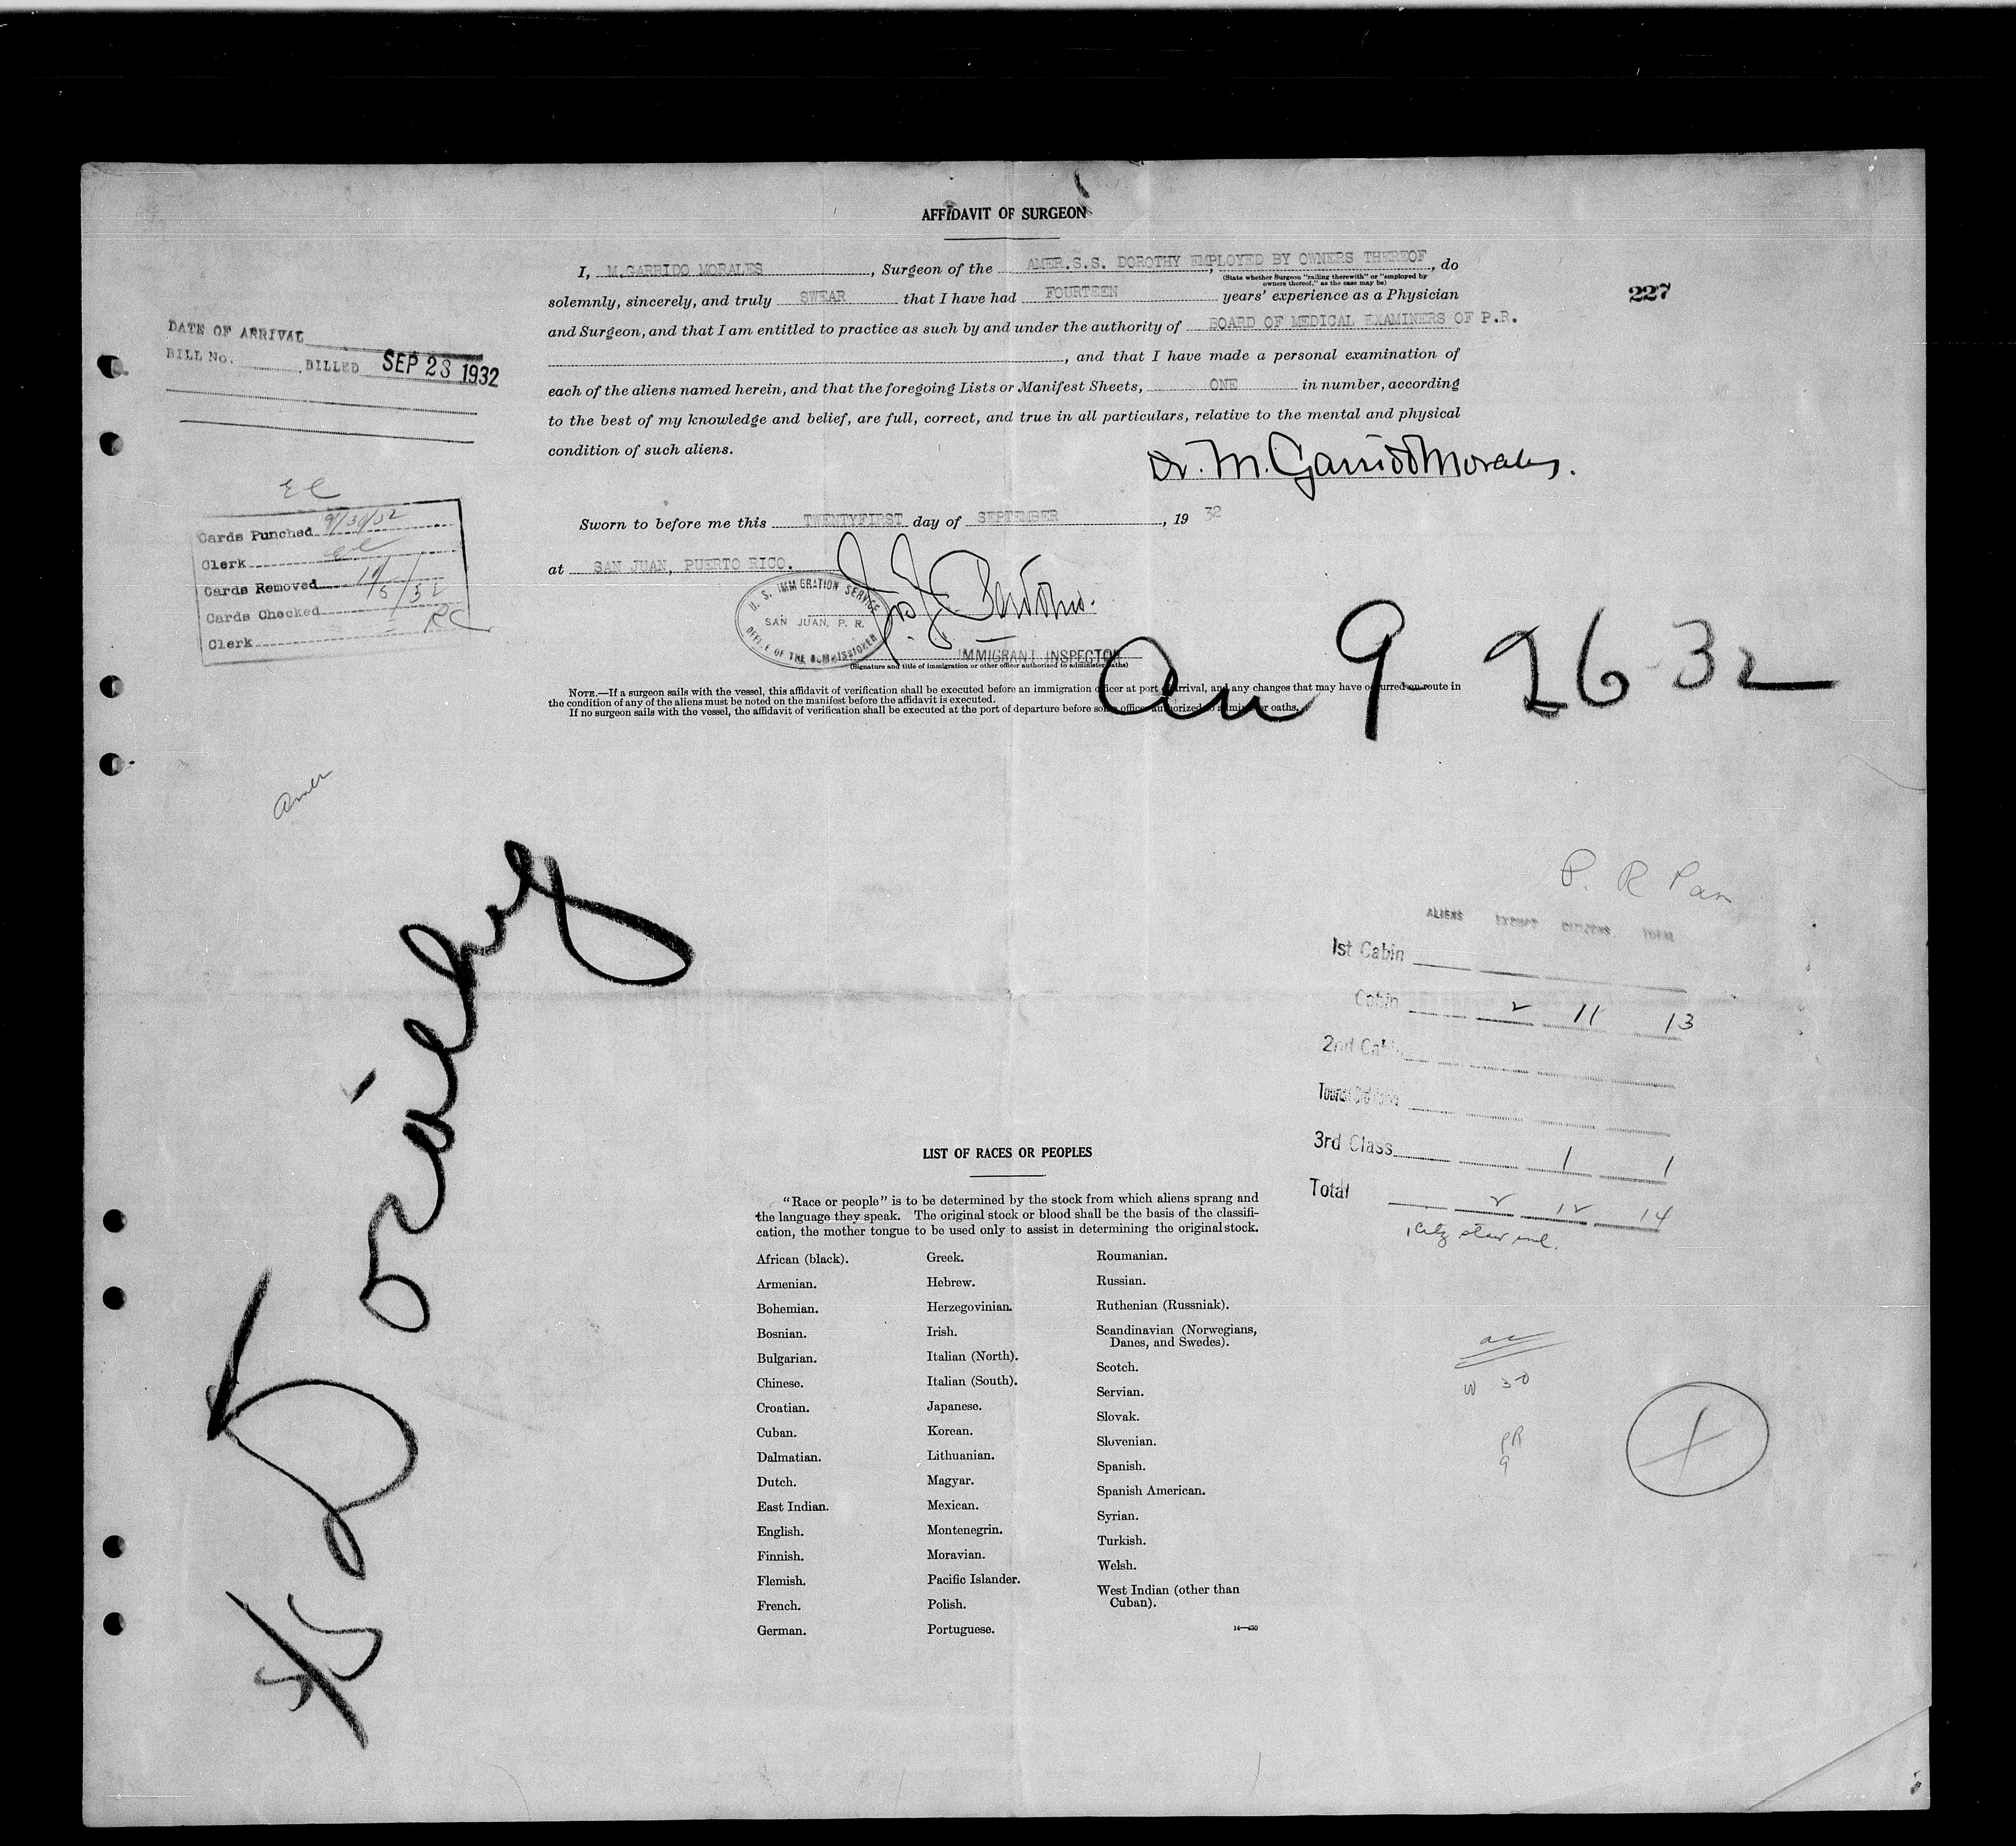 AFFIDAVIT OF SURGEON
I, M.GARRIDO MORALES, Surgeon of the AMER.S.S. DOROTHY, EMPLOYED BY OWNERS THEREOF, do
(State whether Surgeon "sailing therewith" or "employed by owners thereof," as the case may be)
solemnly, sincerely, and truly SWEAR that I have had FOURTEEN years' experience as a Physician
and Surgeon, and that I am entitled to practice as such by and under the authority of BOARD OF MEDICAL EXAMINERS OF P.R.
, and that I have made a personal examination of
each of the aliens named herein, and that the foregoing Lists or Manifest Sheets, ONE in number, according
to the best of my knowledge and belief, are full, correct, and true in all particulars, relative to the mental and physical
condition of such aliens.
Dr. M. Garrido Morales.
Sworn to before me this TWENTYFIRST day of SEPTEMBER, 19 32
at SAN JUAN, PUERTO RICO.
U. S. IMMIGRATION SERVICE
SAN JUAN, P. R.
OFFICE OF THE COMMISSIONER
IMMIGRANT INSPECTOR
(Signature and title of immigration or other officer authorized to administer oaths)
NOTE.—If a surgeon sails with the vessel, this affidavit of verification shall be executed before an immigration officer at port of arrival, and any changes that may have occurred en route in
the condition of any of the aliens must be noted on the manifest before the affidavit is executed.
If no surgeon sails with the vessel, the affidavit of verification shall be executed at the port of departure before some officer authorized to administer oaths.
227
DATE OF ARRIVAL
BILL No. BILLED SEP 23 1932
EC
Cards Punched 9/30/32
Clerk EC
Cards Removed 10/5/32
Cards Checked
Clerk RC
9 26 32
Amer
Dorothy
P. R
ALIENS EXEMPT CITIZENS TOTAL
1st Cabin
Cabin 2 11 13
2nd Cabin
Tourist
3rd Class 1 1
Total 2 12 14
LIST OF RACES OR PEOPLES
"Race or people" is to be determined by the stock from which aliens sprang and
the language they speak. The original stock or blood shall be the basis of the classifi-
cation, the mother tongue to be used only to assist in determining the original stock.
African (black).
Armenian.
Bohemian.
Bosnian.
Bulgarian.
Chinese.
Croatian.
Cuban.
Dalmatian.
Dutch.
East Indian.
English.
Finnish.
Flemish.
French.
German.
Greek.
Hebrew.
Herzegovinian.
Irish.
Italian (North).
Italian (South).
Japanese.
Korean.
Lithuanian.
Magyar.
Mexican.
Montenegrin.
Moravian.
Pacific Islander.
Polish.
Portuguese.
Roumanian.
Russian.
Ruthenian (Russniak).
Scandinavian (Norwegians,
Danes, and Swedes).
Scotch.
Servian.
Slovak.
Slovenian.
Spanish.
Spanish American.
Syrian.
Turkish.
Welsh.
West Indian (other than
Cuban).
14—430
W 30
PR
9